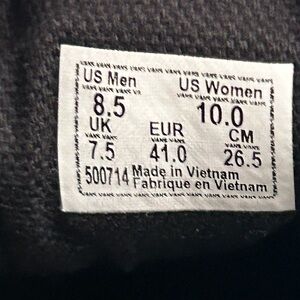 US Men US Women
8.5 10.0
UK EUR CM
7.5 41.0 26.5
500714 Made in Vietnam
Fabrique en Vietnam